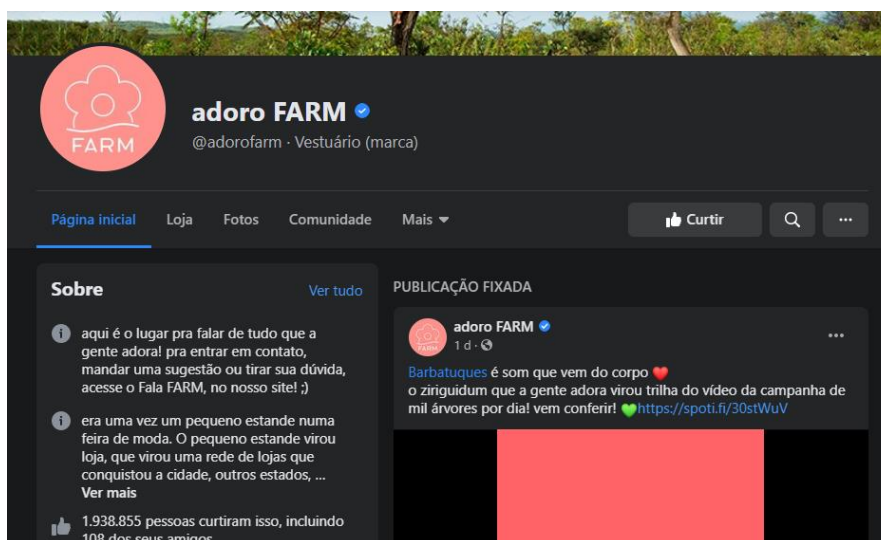 FARM
adoro FARM
@adorofarm · Vestuário (marca)
Página inicial Loja Fotos Comunidade Mais
Curtir
Sobre
Ver tudo
aqui é o lugar pra falar de tudo que a
gente adora! pra entrar em contato,
mandar uma sugestão ou tirar sua dúvida,
acesse o Fala FARM, no nosso site! ;)
era uma vez um pequeno estande numa
feira de moda. O pequeno estande virou
loja, que virou uma rede de lojas que
conquistou a cidade, outros estados, ...
Ver mais
1.938.855 pessoas curtiram isso, incluindo
108 dos seus amigos
PUBLICAÇÃO FIXADA
FARM
adoro FARM
1 d ·
Barbatuques é som que vem do corpo ❤️
o ziriguidum que a gente adora virou trilha do vídeo da campanha de
mil árvores por dia! vem conferir! 💚https://spoti.fi/30stWuV